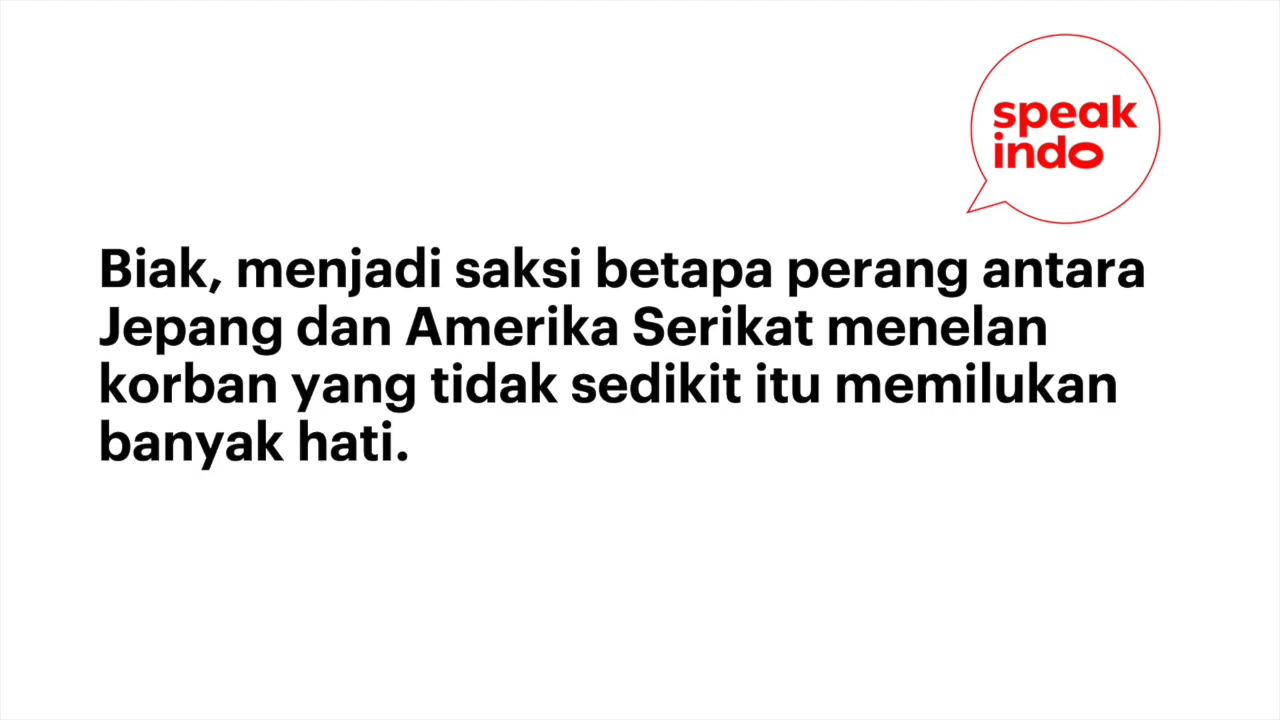 speak
indo
Biak, menjadi saksi betapa perang antara
Jepang dan Amerika Serikat menelan
korban yang tidak sedikit itu memilukan
banyak hati.